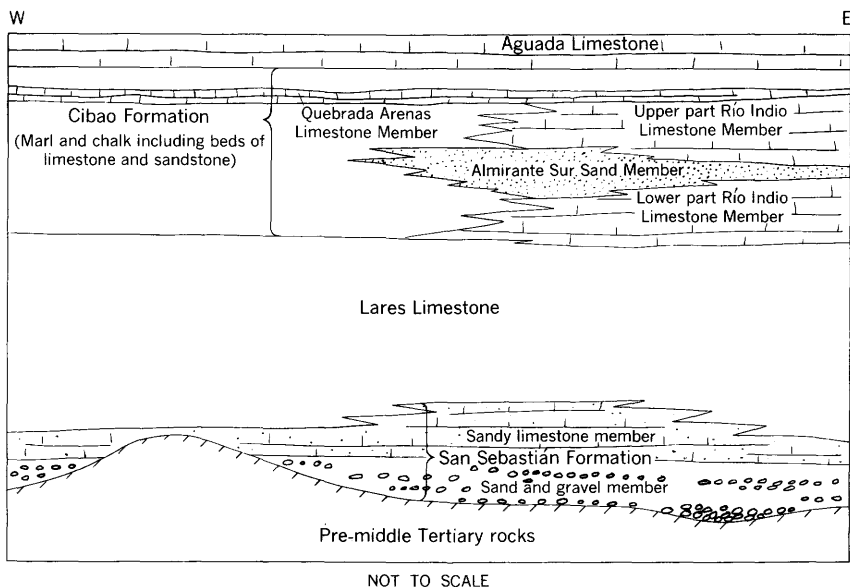 W
E
Aguada Limestone
Cibao Formation
(Marl and chalk including beds of
limestone and sandstone)
Quebrada Arenas
Limestone Member
Upper part Río Indio
Limestone Member
Almirante Sur Sand Member
Lower part Río Indio
Limestone Member
Lares Limestone
Sandy limestone member
San Sebastián Formation
Sand and gravel member
Pre-middle Tertiary rocks
NOT TO SCALE